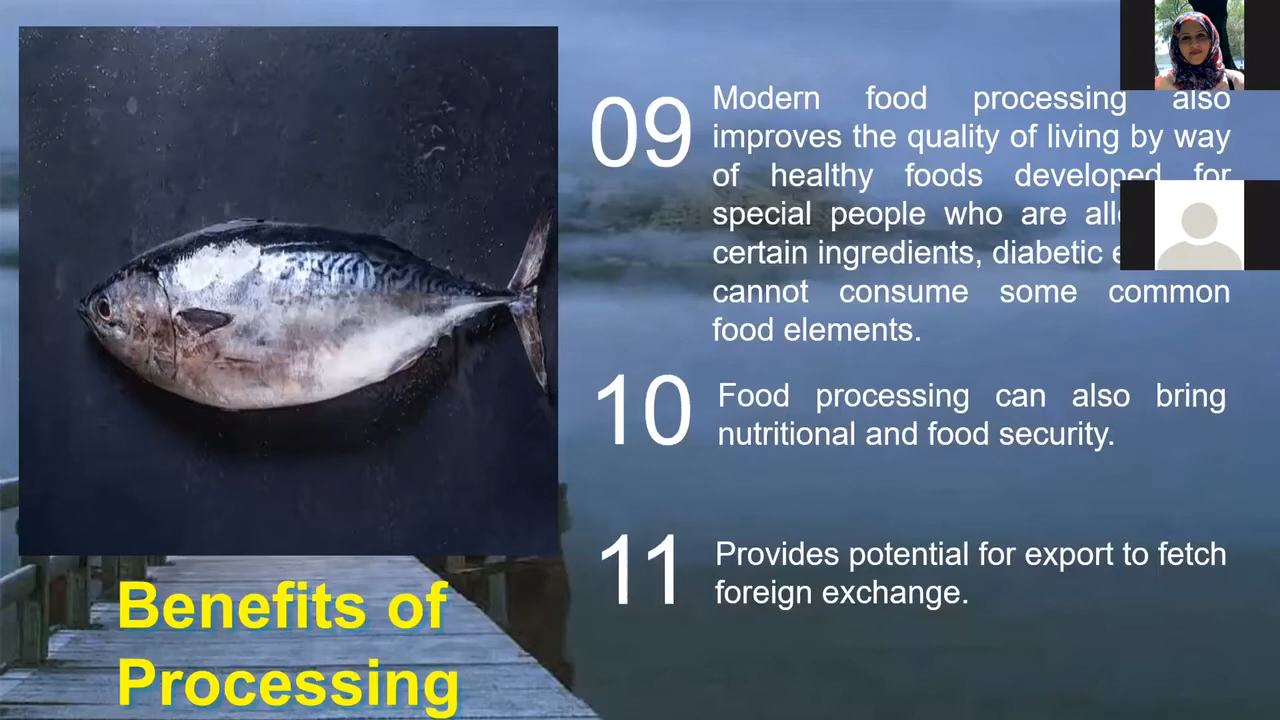 09
Modern food processing also
improves the quality of living by way
of healthy foods developed for
special people who are
certain ingredients, diabetic
cannot consume some common
food elements.
10
Food processing can also bring
nutritional and food security.
11
Provides potential for export to fetch
foreign exchange.
Benefits of
Processing